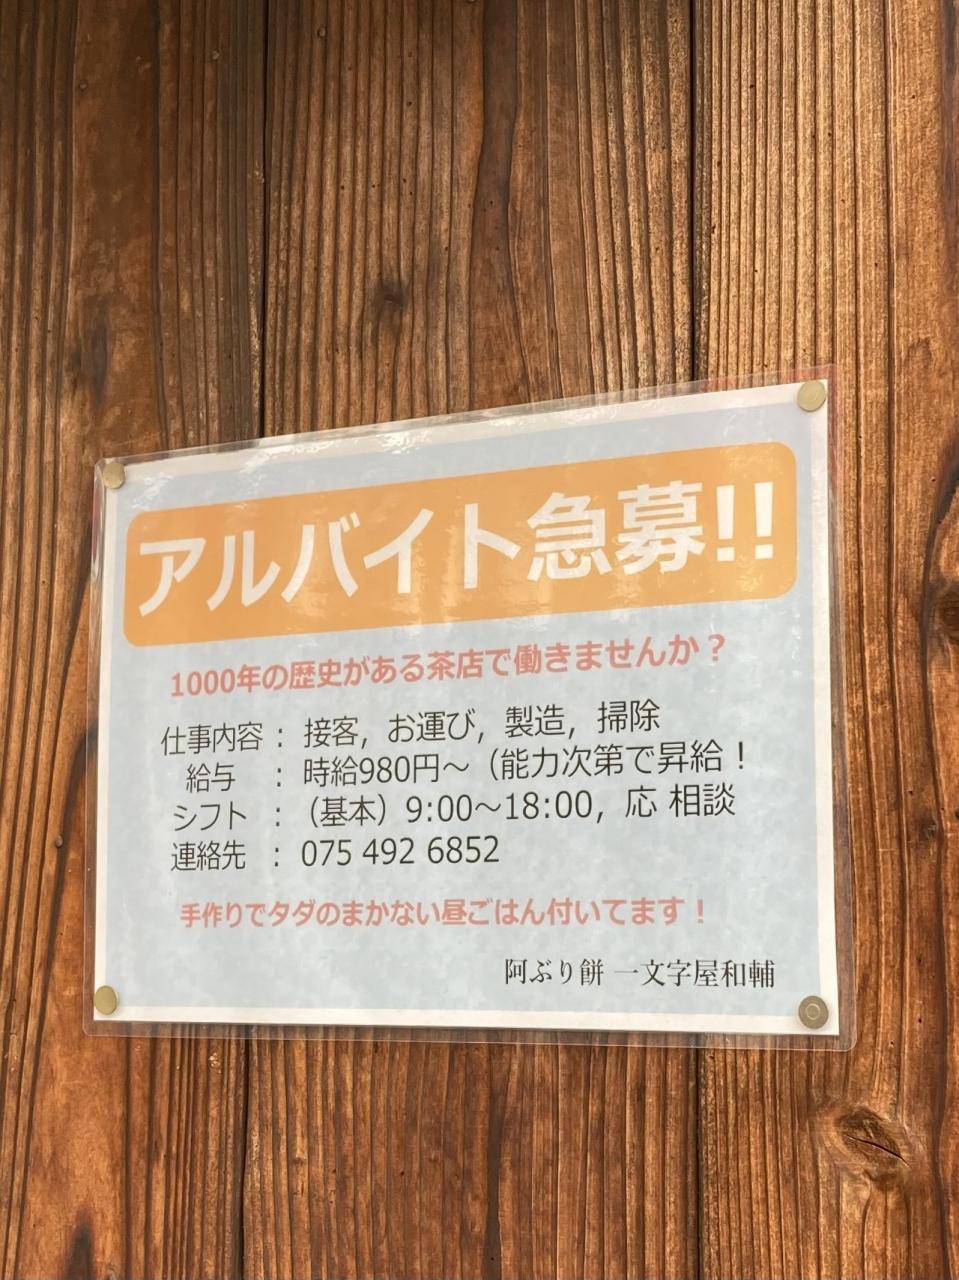 アルバイト急募!!
1000年の歴史がある茶店で働きませんか？
仕事内容 ： 接客，お運び，製造，掃除
給与 ： 時給980円～（能力次第で昇給！
シフト ：（基本）9:00～18:00，応 相談
連絡先 ： 075 492 6852
手作りでタダのまかない昼ごはん付いてます！
阿ぶり餅 一文字屋和輔